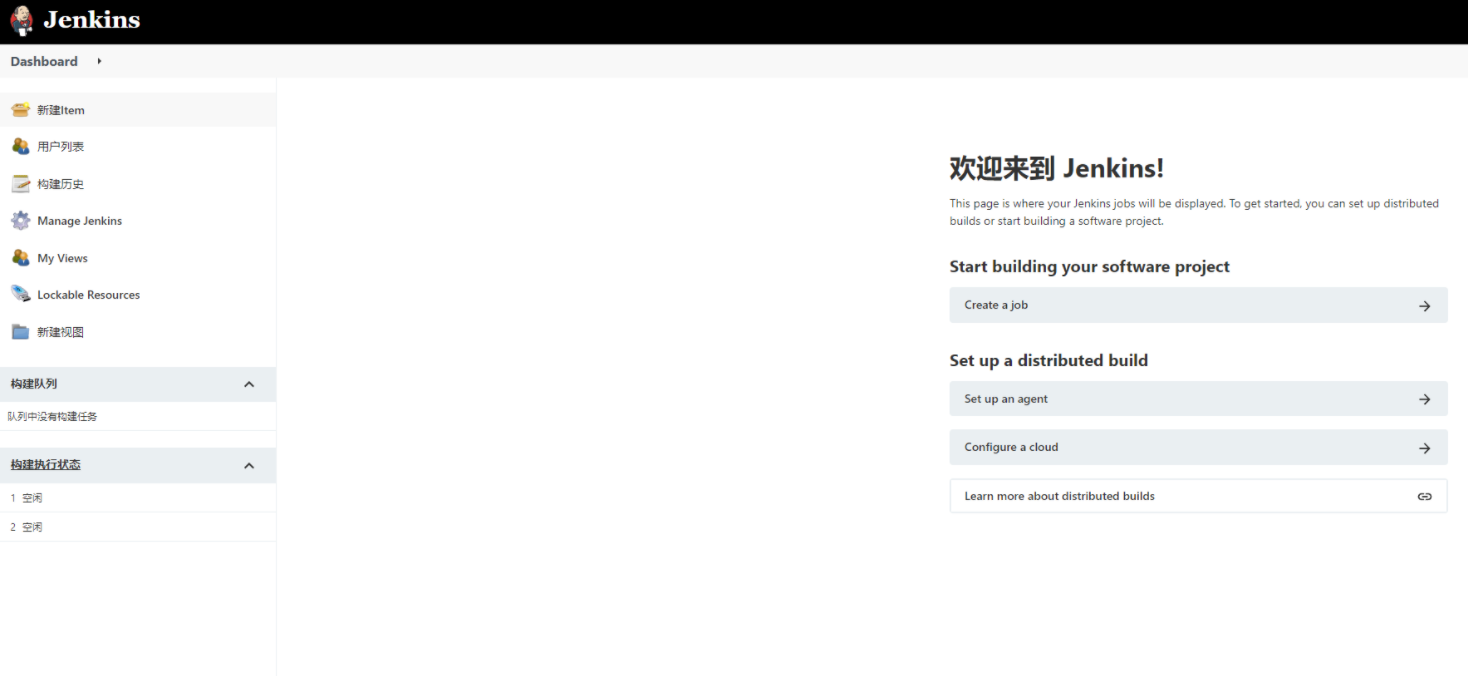 Jenkins
Dashboard
新建Item
用户列表
构建历史
Manage Jenkins
My Views
Lockable Resources
新建视图
构建队列
队列中没有构建任务
构建执行状态
1 空闲
2 空闲
欢迎来到 Jenkins!
This page is where your Jenkins jobs will be displayed. To get started, you can set up distributed
builds or start building a software project.
Start building your software project
Create a job
Set up a distributed build
Set up an agent
Configure a cloud
Learn more about distributed builds